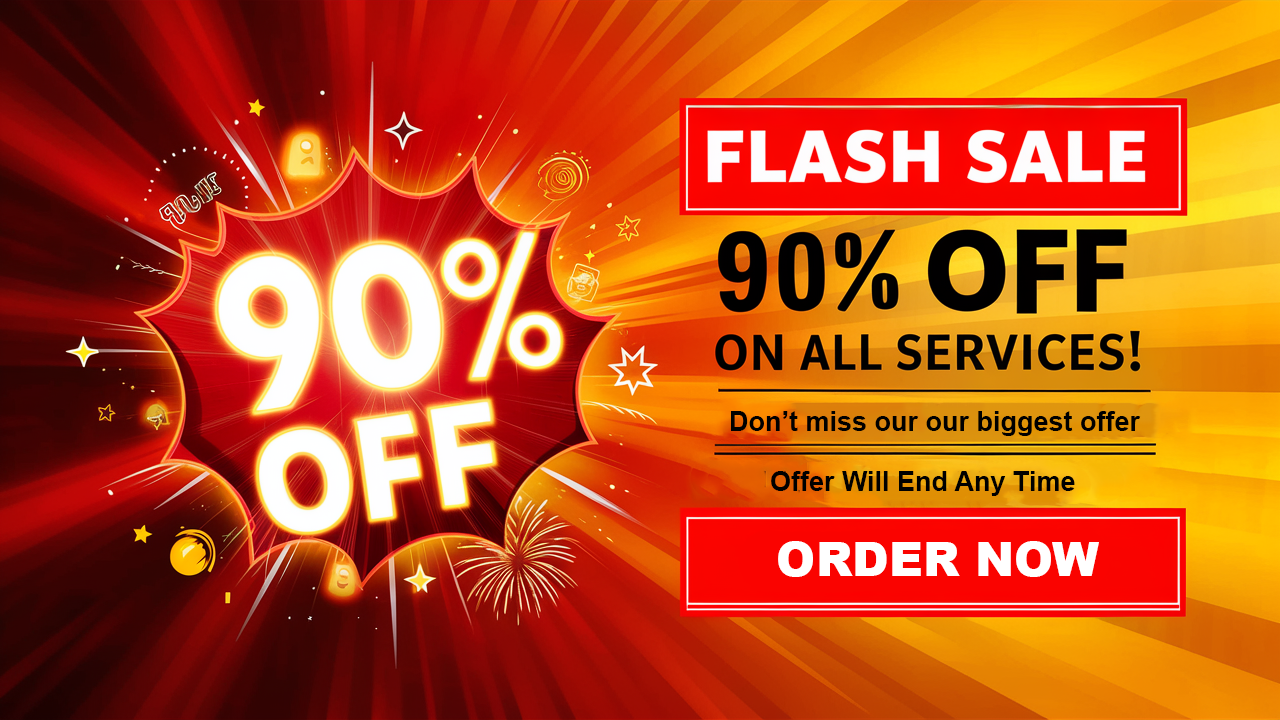 90%
OFF
FLASH SALE
90% OFF
ON ALL SERVICES!
Don’t miss our our biggest offer
Offer Will End Any Time
ORDER NOW